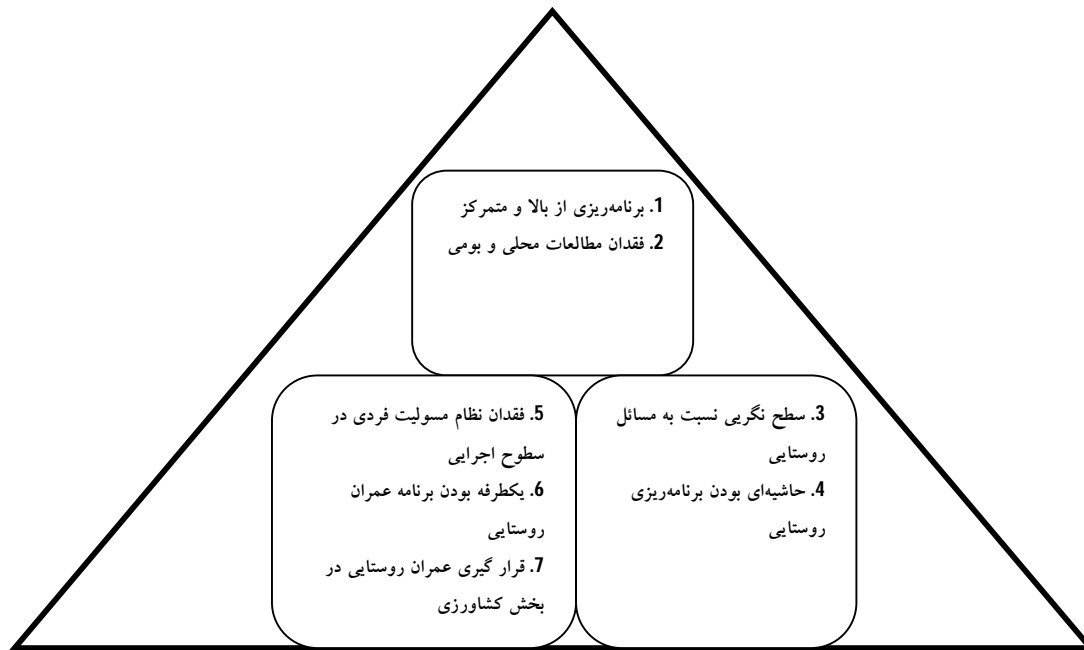 1. برنامه‌ریزی از بالا و متمرکز
2. فقدان مطالعات محلی و بومی
3. سطح نگریی نسبت به مسائل
روستایی
4. حاشیه‌ای بودن برنامه‌ریزی
روستایی
5. فقدان نظام مسولیت فردی در
سطوح اجرایی
6. یکطرفه بودن برنامه عمران
روستایی
7. قرار گیری عمران روستایی در
بخش کشاورزی